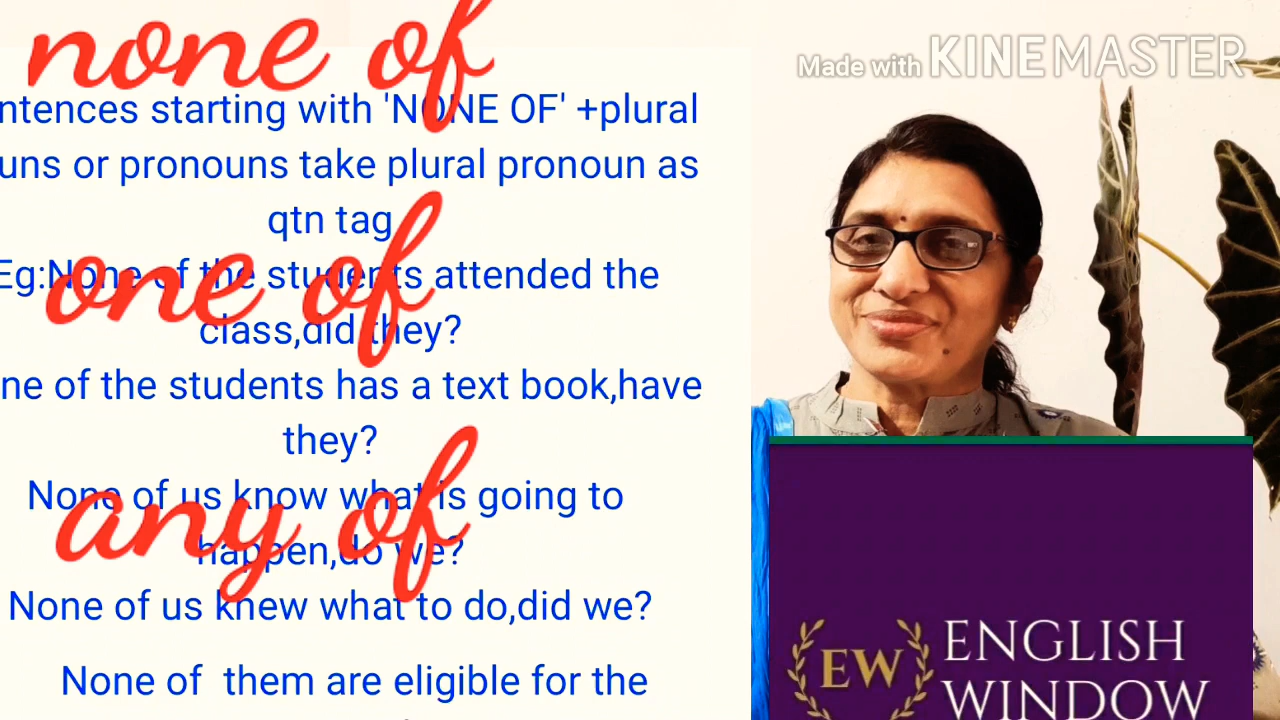 none of
ntences starting with 'NONE OF' +plural
uns or pronouns take plural pronoun as
qtn tag
one of
Eg:None of the students attended the
class,did they?
ne of the students has a text book,have
they?
any of
None of us know what is going to
happen,do we?
None of us knew what to do,did we?
None of them are eligible for the
Made with KINEMASTER
EW
ENGLISH
WINDOW